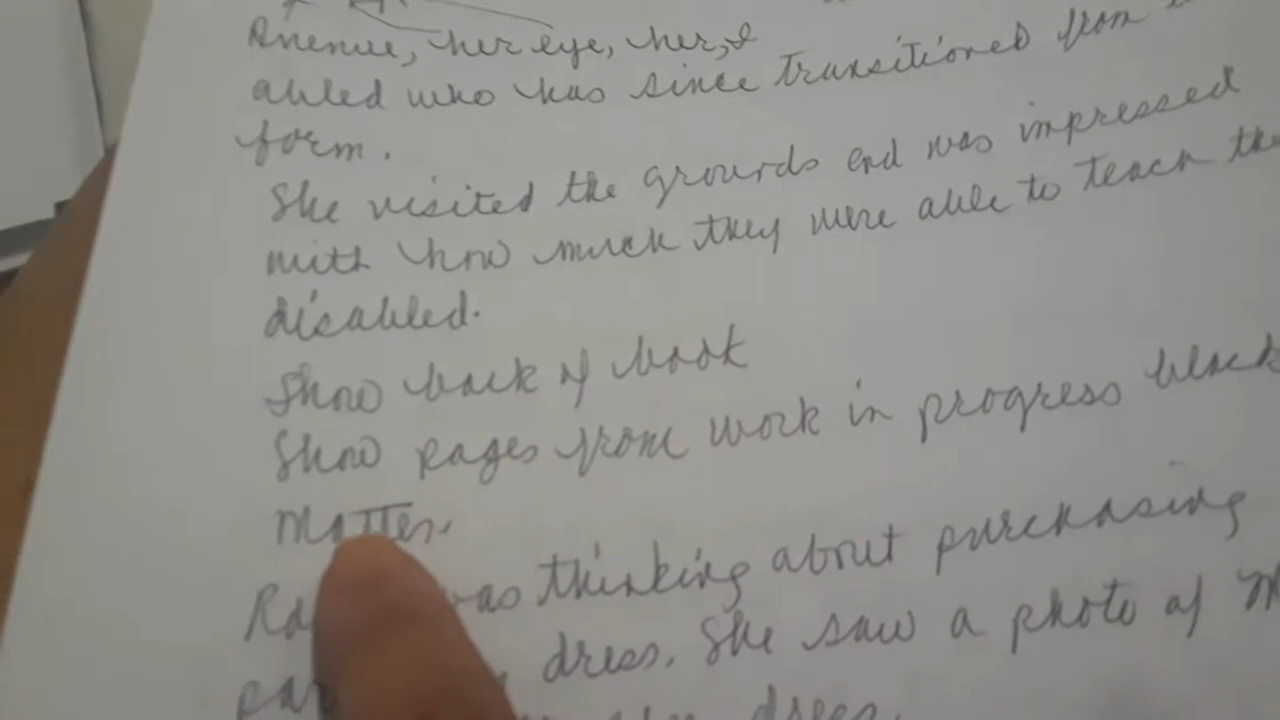 Avenue, her eye, her, I
abled who has since transitioned from
form.
She visited the grounds end was impressed
with how much they were able to teach the
disabled.
Show back of book
Show pages from work in progress black
Matter.
was thinking about purchasing
dress. She saw a photo of
dress.